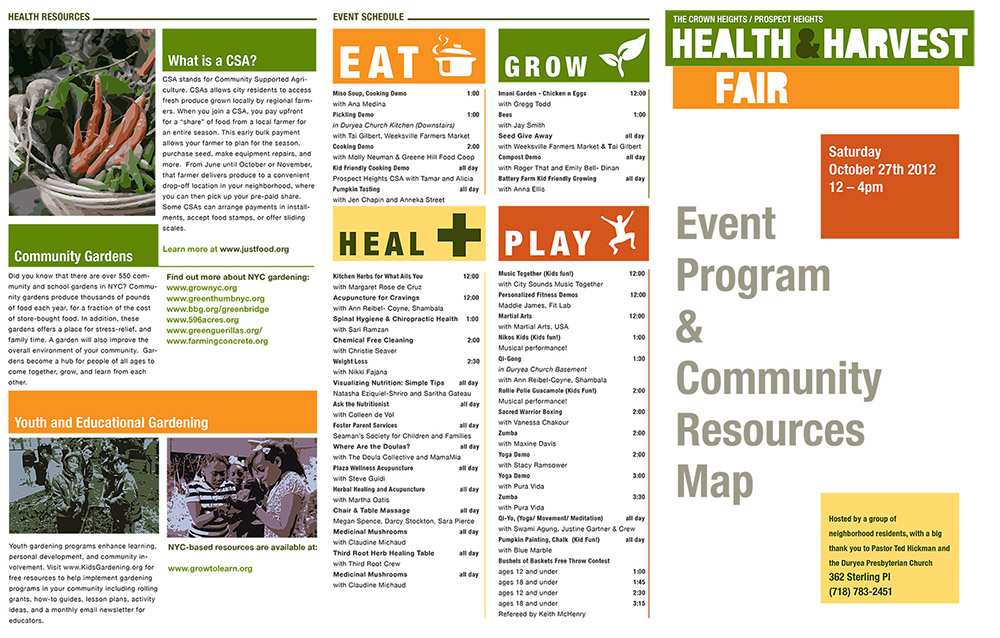 HEALTH RESOURCES
What is a CSA?
CSA stands for Community Supported Agri-
culture. CSAs allow city residents to access
fresh produce grown locally by regional farm-
ers. When you join a CSA, you pay upfront
for a “share” of food from a local farmer for
an entire season. This early bulk payment
allows your farmer to plan for the season,
purchase seed, make equipment repairs, and
more. From June until October or November,
that farmer delivers produce to a convenient
drop-off location in your neighborhood, where
you can then pick up your pre-paid share.
Some CSAs can arrange payments in install-
ments, accept food stamps, or offer sliding
scales.
Learn more at www.justfood.org
Community Gardens
Did you know that there are over 550 com-
munity and school gardens in NYC? Commu-
nity gardens produce thousands of pounds
of food each year, for a fraction of the cost
of store-bought food. In addition, these
gardens offers a place for stress-relief, and
family time. A garden will also improve the
overall environment of your community. Gar-
dens become a hub for people of all ages to
come together, grow, and learn from each
other.
Find out more about NYC gardening:
www.grownyc.org
www.greenthumbnyc.org
www.bbg.org/greenbridge
www.596acres.org
www.greenguerillas.org/
www.farmingconcrete.org
Youth and Educational Gardening
Youth gardening programs enhance learning,
personal development, and community in-
volvement. Visit www.KidsGardening.org for
free resources to help implement gardening
programs in your community including rolling
grants, how-to guides, lesson plans, activity
ideas, and a monthly email newsletter for
educators.
NYC-based resources are available at:
www.growtolearn.org
EVENT SCHEDULE
EAT
Miso Soup, Cooking Demo 1:00
with Ana Medina
Pickling Demo 1:00
in Duryea Church Kitchen (Downstairs)
with Tai Gilbert, Weeksville Farmers Market
Cooking Demo 2:00
with Molly Neuman & Greene Hill Food Coop
Kid Friendly Cooking Demo all day
Prospect Heights CSA with Tamar and Alicia
Pumpkin Tasting all day
with Jen Chapin and Anneka Street
GROW
Imani Garden - Chicken n Eggs 12:00
with Gregg Todd
Bees 1:00
with Jay Smith
Seed Give Away all day
with Weeksville Farmers Market & Tai Gilbert
Compost Demo all day
with Roger That and Emily Bell- Dinan
Battery Farm Kid Friendly Growing all day
with Anna Ellis
HEAL
Kitchen Herbs for What Ails You 12:00
with Margaret Rose de Cruz
Acupuncture for Cravings 12:00
with Ann Reibel- Coyne, Shambala
Spinal Hygiene & Chiropractic Health 1:00
with Sari Ramzan
Chemical Free Cleaning 2:00
with Christie Seaver
Weight Loss 2:30
with Nikki Fajana
Visualizing Nutrition: Simple Tips all day
Natasha Eziquiel-Shriro and Saritha Gateau
Ask the Nutritionist all day
with Colleen de Vol
Foster Parent Services all day
Seaman's Society for Children and Families
Where Are the Doulas? all day
with The Doula Collective and MamaMia
Plaza Wellness Acupuncture all day
with Steve Guidi
Herbal Healing and Acupuncture all day
with Martha Oatis
Chair & Table Massage all day
Megan Spence, Darcy Stockton, Sara Pierce
Medicinal Mushrooms all day
with Claudine Michaud
Third Root Herb Healing Table all day
with Third Root Crew
Medicinal Mushrooms all day
with Claudine Michaud
PLAY
Music Together (Kids fun!) 12:00
with City Sounds Music Together
Personalized Fitness Demos 12:00
Maddie James, Fit Lab
Martial Arts 12:00
with Martial Arts, USA
Nikos Kids (Kids fun!) 1:00
Musical performance!
Qi-Gong 1:30
in Duryea Church Basement
with Ann Reibel-Coyne, Shambala
Rollie Polie Guacamole (Kids Fun!) 2:00
Musical performance!
Sacred Warrior Boxing 2:00
with Vanessa Chakour
Zumba 2:00
with Maxine Davis
Yoga Demo 2:00
with Stacy Ramsower
Yoga Demo 3:00
with Pura Vida
Zumba 3:30
with Pura Vida
Qi-Yo, (Yoga/ Movement/ Meditation) all day
with Swami Agung, Justine Gartner & Crew
Pumpkin Painting, Chalk (Kid Fun!) all day
with Blue Marble
Bushels of Baskets Free Throw Contest
ages 12 and under 1:00
ages 18 and under 1:45
ages 12 and under 2:30
ages 18 and under 3:15
Refereed by Keith McHenry
THE CROWN HEIGHTS / PROSPECT HEIGHTS
HEALTH & HARVEST
FAIR
Saturday
October 27th 2012
12 – 4pm
Event
Program
&
Community
Resources
Map
Hosted by a group of
neighborhood residents, with a big
thank you to Pastor Ted Hickman and
the Duryea Presbyterian Church
362 Sterling Pl
(718) 783-2451